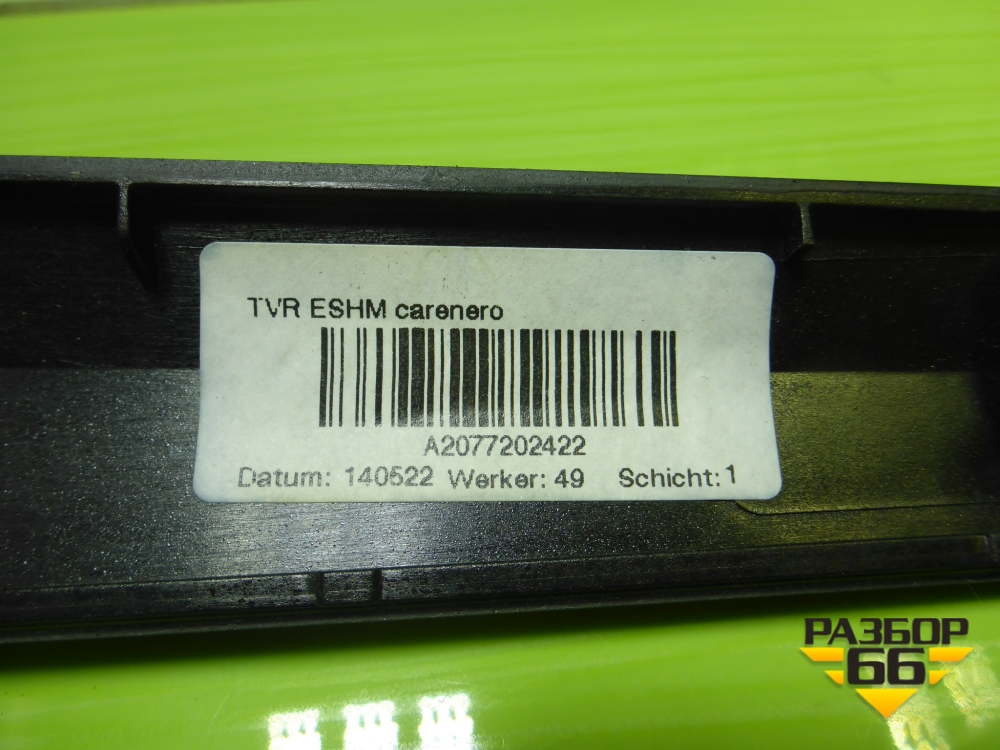 TVR ESHM carenero
A2077202422
Datum: 140522 Werker: 49 Schicht: 1
РАЗБОР
66